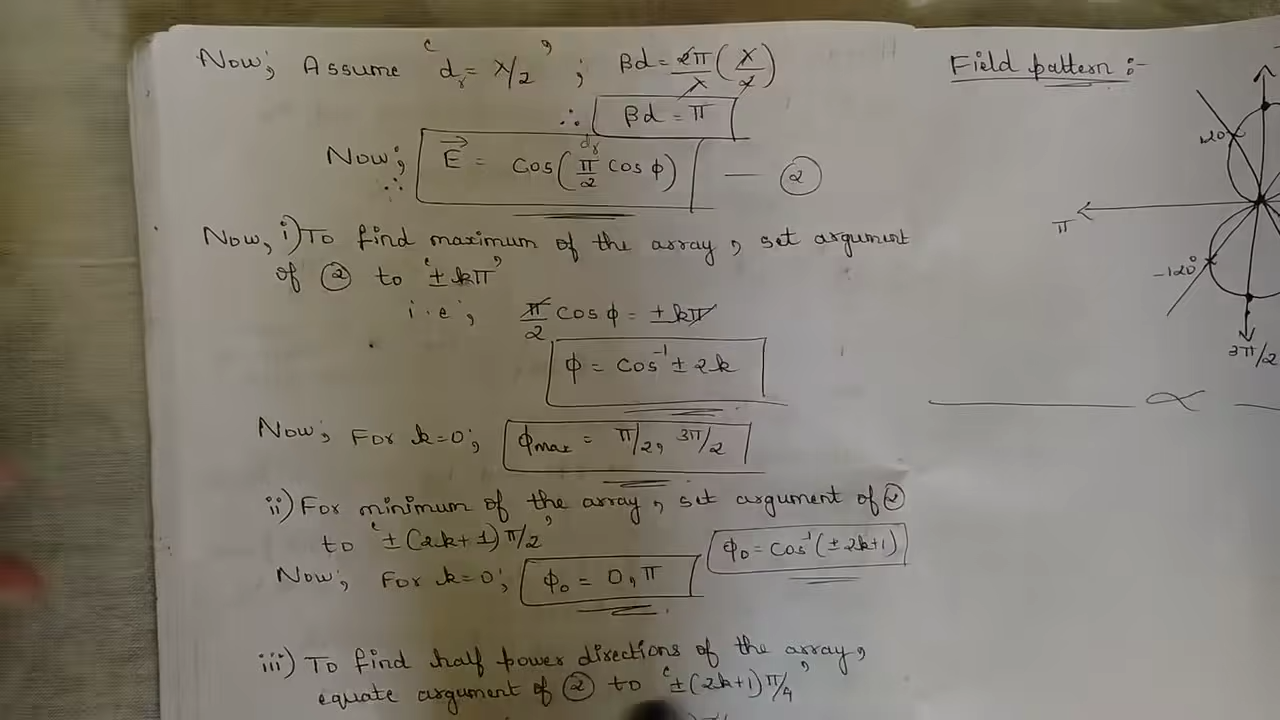 Now; Assume ‘dᵣ = λ/2’ ; βd = 2π/λ (λ/2)
∴ βd = π
Now; ∴ E⃗ = Cos(π/2 dᵣ Cos φ) — ②
Now, i) To find maximum of the array, set argument
of ② to ‘±kπ’
i.e; π/2 Cos φ = ±kπ
φ = Cos⁻¹ ± 2k
Now; For k=0; φmax = π/2, 3π/2
ii) For minimum of the array, set argument of ②
to ‘±(2k+1)π/2’
φ₀ = Cos⁻¹(±2k+1)
Now; For k=0; φ₀ = 0, π
iii) To find half power directions of the array,
equate argument of ② to ‘±(2k+1)π/4’
Field pattern :-
120°
π
-120°
3π/2